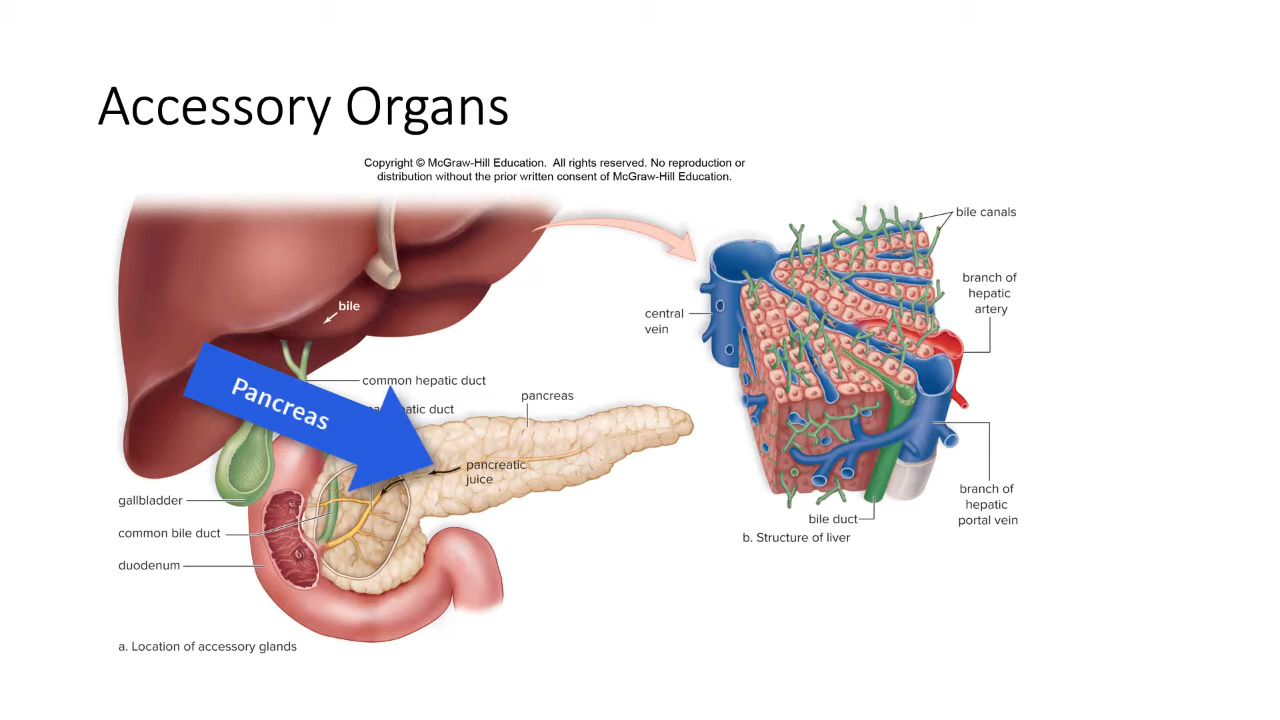 Accessory Organs
Copyright © McGraw-Hill Education. All rights reserved. No reproduction or
distribution without the prior written consent of McGraw-Hill Education.
bile
common hepatic duct
duct
Pancreas
pancreas
pancreatic
juice
gallbladder
common bile duct
duodenum
a. Location of accessory glands
bile canals
branch of
hepatic
artery
central
vein
branch of
hepatic
portal vein
bile duct
b. Structure of liver